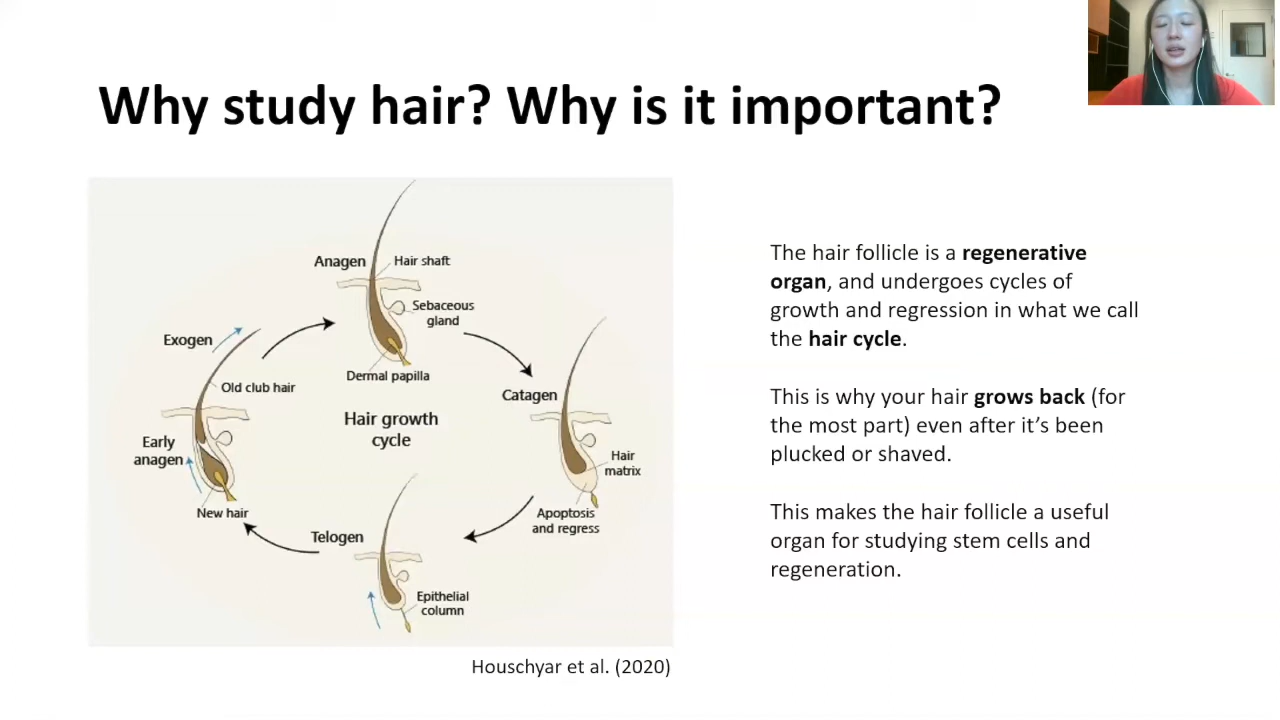 Why study hair? Why is it important?
Anagen
Hair shaft
Sebaceous
gland
Dermal papilla
Exogen
Old club hair
Catagen
Hair growth
cycle
Early
anagen
Hair
matrix
New hair
Apoptosis
and regress
Telogen
Epithelial
column
Houschyar et al. (2020)
The hair follicle is a regenerative
organ, and undergoes cycles of
growth and regression in what we call
the hair cycle.
This is why your hair grows back (for
the most part) even after it’s been
plucked or shaved.
This makes the hair follicle a useful
organ for studying stem cells and
regeneration.